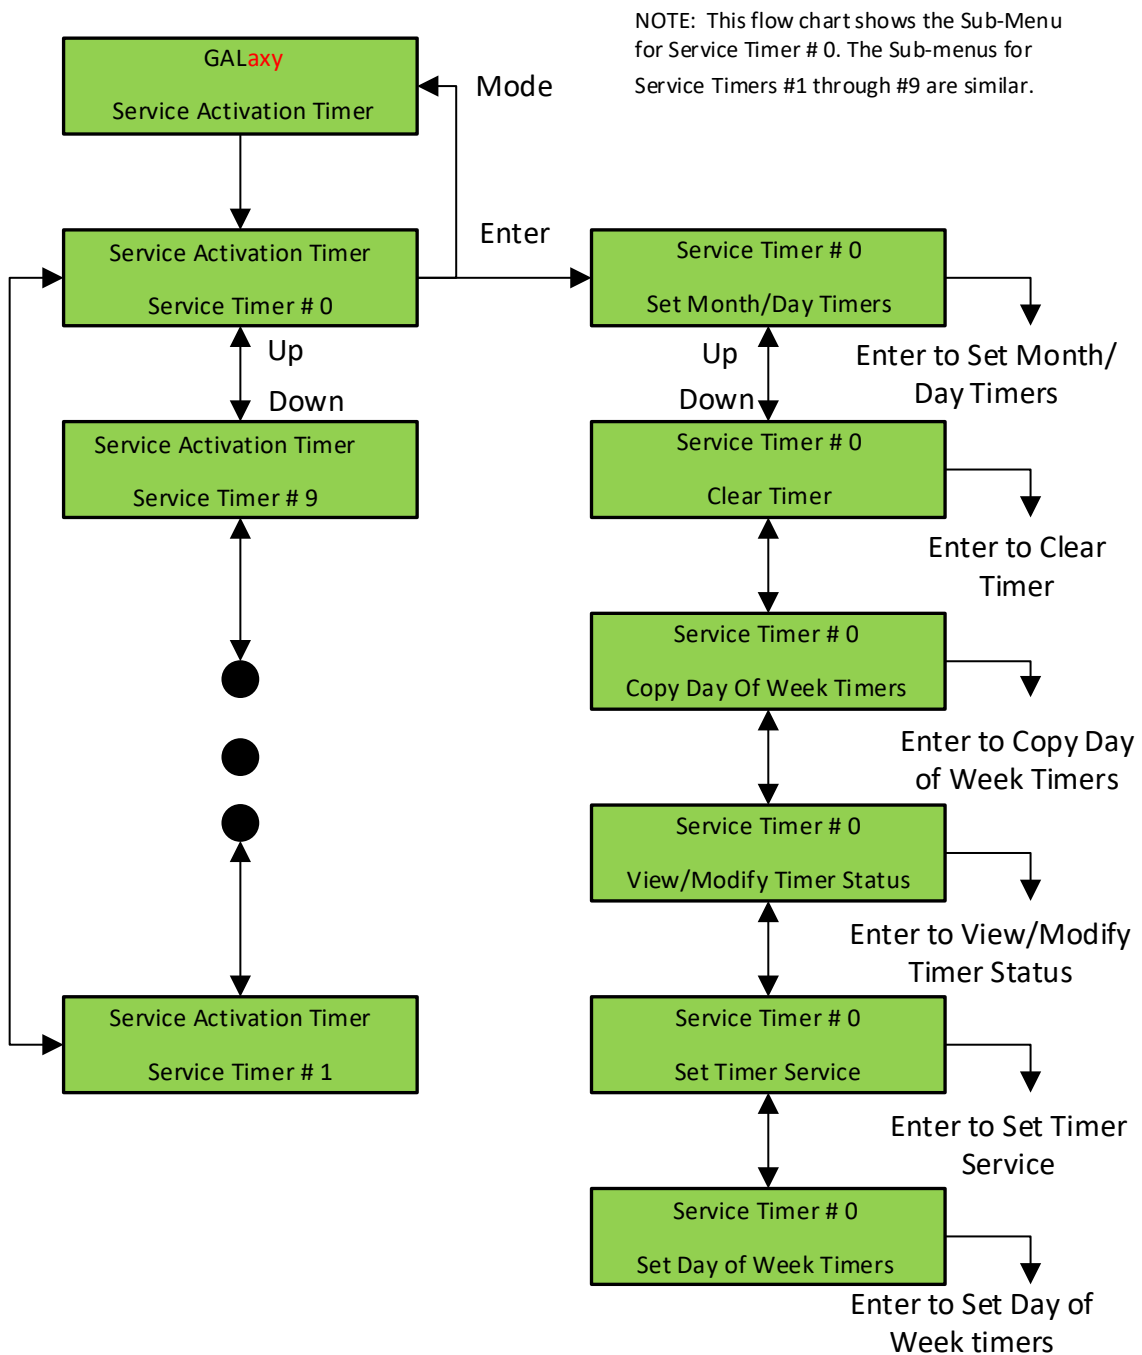 NOTE: This flow chart shows the Sub-Menu
for Service Timer # 0. The Sub-menus for
Service Timers #1 through #9 are similar.
GALaxy
Service Activation Timer
Mode
Service Activation Timer
Service Timer # 0
Enter
Up
Down
Service Activation Timer
Service Timer # 9
Service Activation Timer
Service Timer # 1
Service Timer # 0
Set Month/Day Timers
Enter to Set Month/
Day Timers
Up
Down
Service Timer # 0
Clear Timer
Enter to Clear
Timer
Service Timer # 0
Copy Day Of Week Timers
Enter to Copy Day
of Week Timers
Service Timer # 0
View/Modify Timer Status
Enter to View/Modify
Timer Status
Service Timer # 0
Set Timer Service
Enter to Set Timer
Service
Service Timer # 0
Set Day of Week Timers
Enter to Set Day of
Week timers